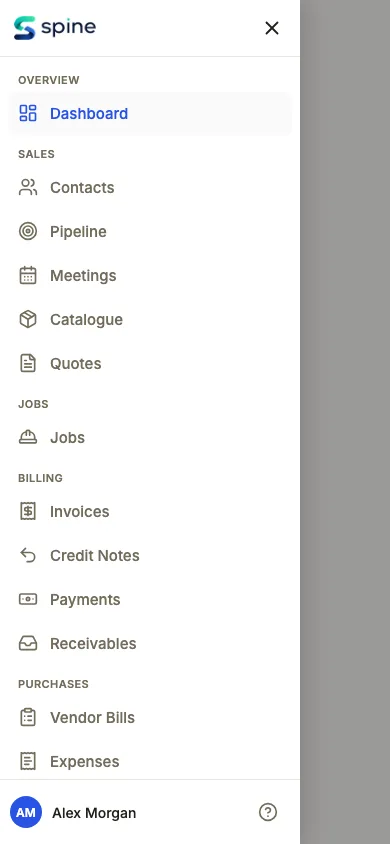 spine
OVERVIEW
Dashboard
SALES
Contacts
Pipeline
Meetings
Catalogue
Quotes
JOBS
Jobs
BILLING
Invoices
Credit Notes
Payments
Receivables
PURCHASES
Vendor Bills
Expenses
AM Alex Morgan